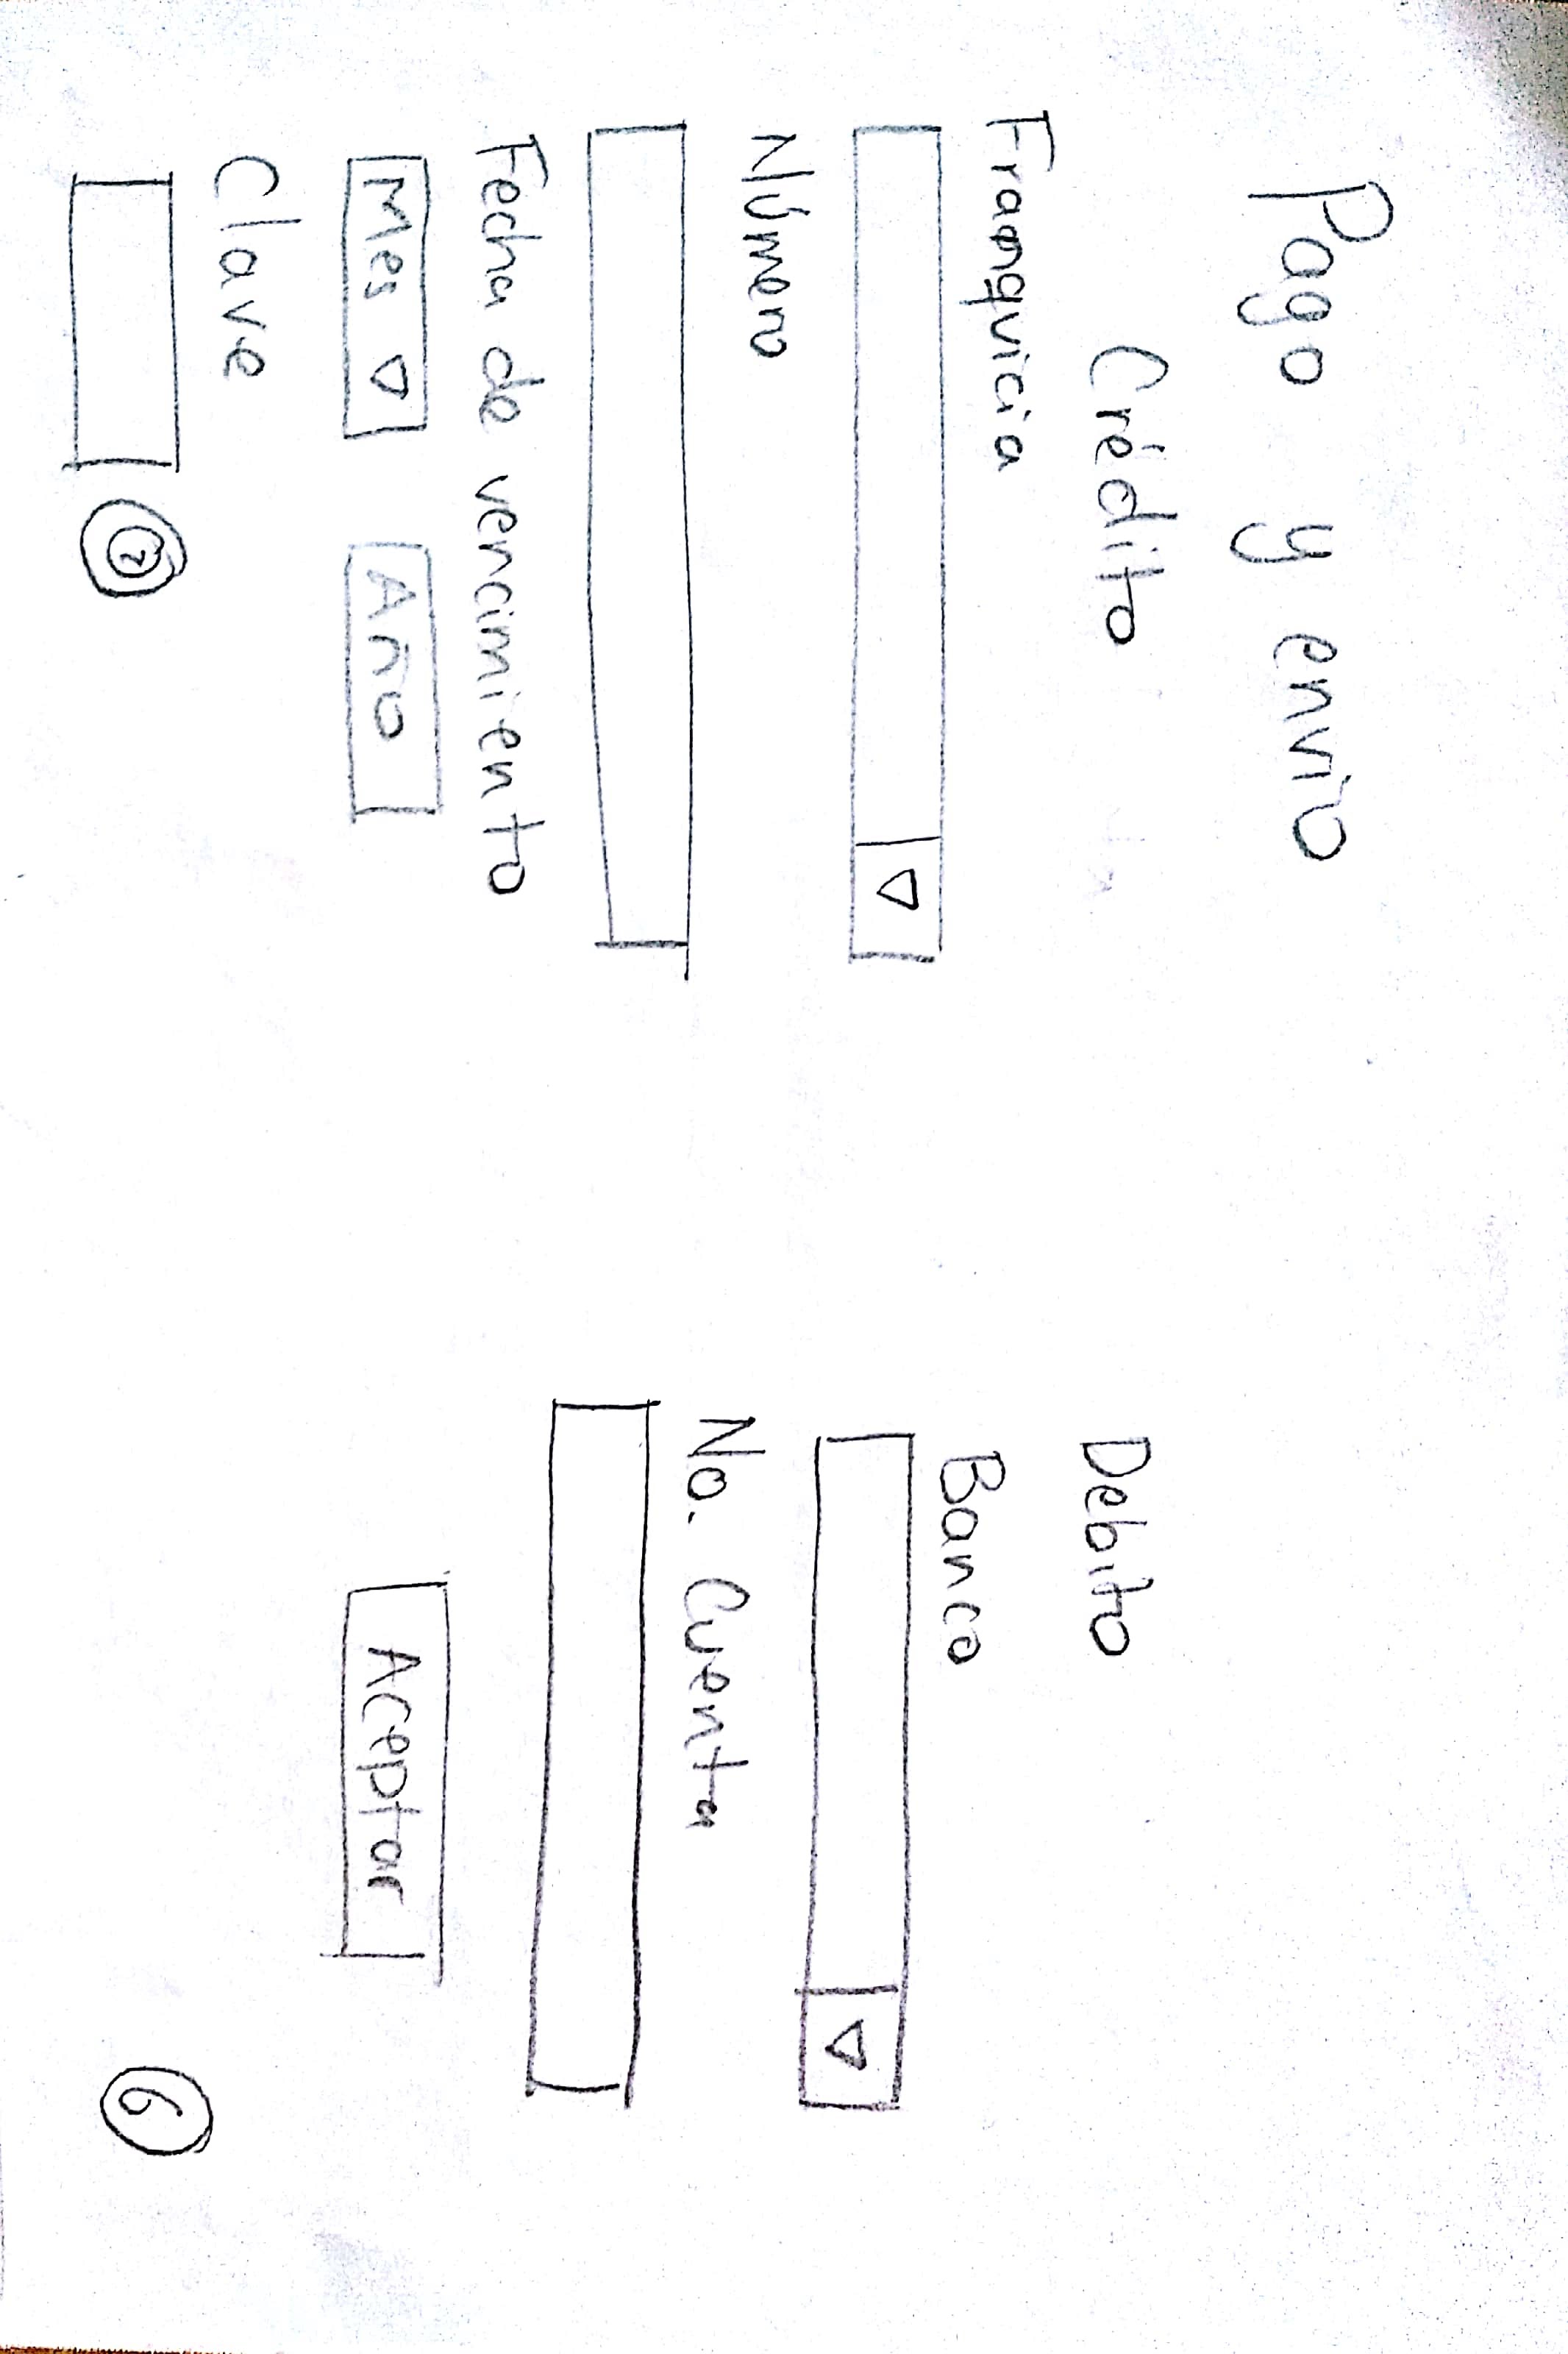 Pago y envio
Crédito
Franquicia
Número
Fecha de vencimiento
Mes
Año
Clave
?
Debito
Banco
No. Cuenta
Aceptar
6